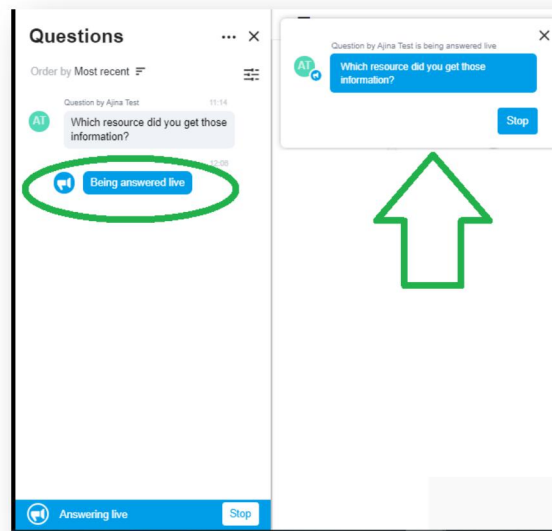 Questions
Order by Most recent
Question by Ajina Test 11:14
AT
Which resource did you get those
information?
12:08
Being answered live
Answering live
Stop
Question by Ajina Test is being answered live
AT
Which resource did you get those
information?
Stop